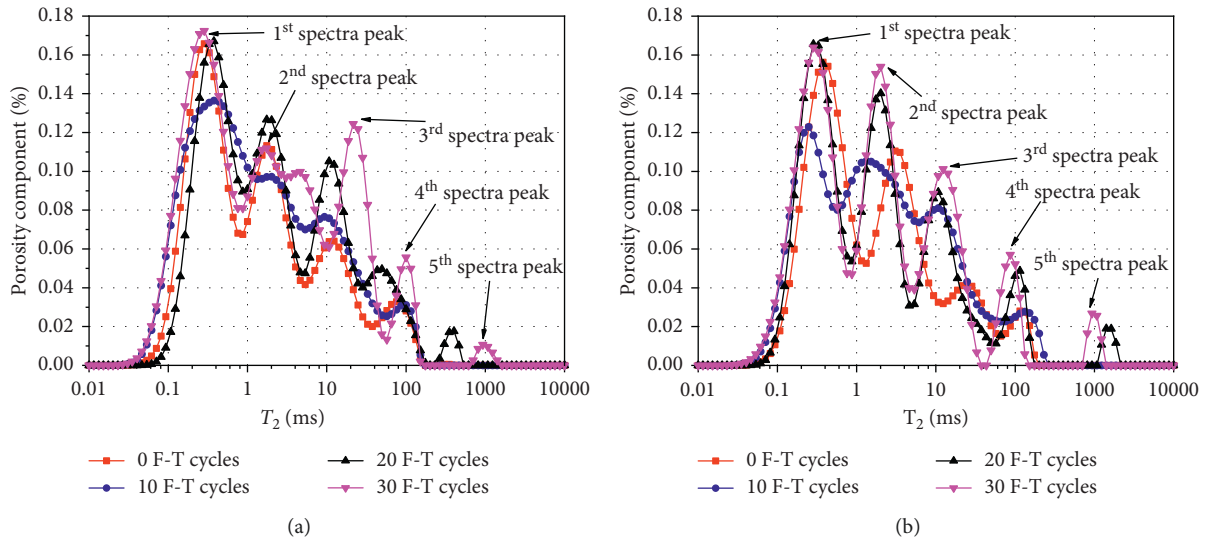 0.18
0.16
0.14
0.12
0.10
0.08
0.06
0.04
0.02
0.00
Porosity component (%)
1st spectra peak
2nd spectra peak
3rd spectra peak
4th spectra peak
5th spectra peak
0.01 0.1 1 10 100 1000 10000
T2 (ms)
0 F-T cycles 20 F-T cycles
10 F-T cycles 30 F-T cycles
(a)
0.18
0.16
0.14
0.12
0.10
0.08
0.06
0.04
0.02
0.00
Porosity component (%)
1st spectra peak
2nd spectra peak
3rd spectra peak
4th spectra peak
5th spectra peak
0.01 0.1 1 10 100 1000 10000
T2 (ms)
0 F-T cycles 20 F-T cycles
10 F-T cycles 30 F-T cycles
(b)